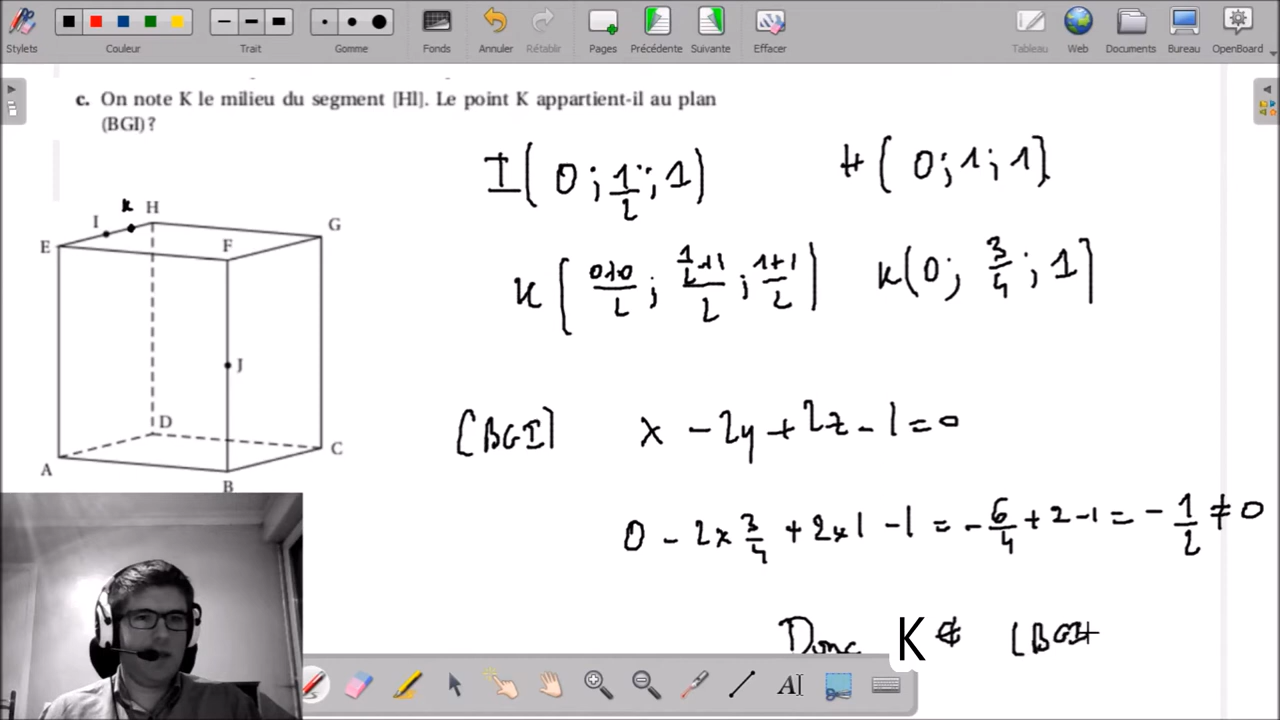 Stylets Couleur Trait Gomme Fonds Annuler Rétablir Pages Précédente Suivante Effacer Tableau Web Documents Bureau OpenBoard
c. On note K le milieu du segment [HI]. Le point K appartient-il au plan
(BGI) ?
I ( 0 ; 1/2 ; 1 ) H ( 0 ; 1 ; 1 )
K ( 0+0/2 ; 1/2+1/2 ; 1+1/2 ) K ( 0 ; 3/4 ; 1 )
K H
I G
E F
J
D
C
A
B
(BGI) x - 2y + 2z - 1 = 0
0 - 2 x 3/4 + 2x1 - 1 = - 6/4 + 2 - 1 = - 1/2 ≠ 0
Donc K ∉ (BGI
AI